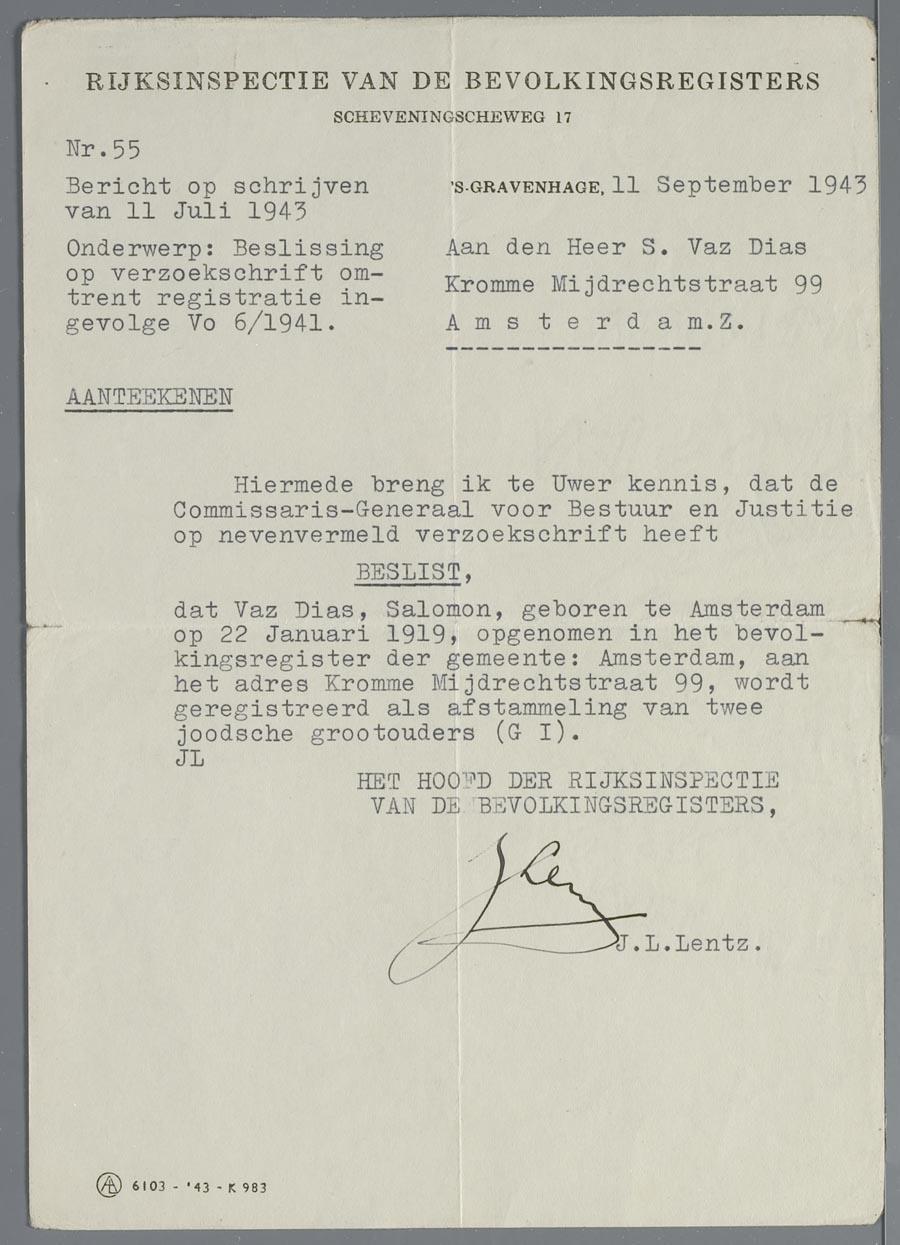 RIJKSINSPECTIE VAN DE BEVOLKINGSREGISTERS
SCHEVENINGSCHEWEG 17
Nr.55
Bericht op schrijven
van 11 Juli 1943
'S-GRAVENHAGE, 11 September 1943
Onderwerp: Beslissing
op verzoekschrift om-
trent registratie in-
gevolge Vo 6/1941.
Aan den Heer S. Vaz Dias
Kromme Mijdrechtstraat 99
A m s t e r d a m.Z.
-----------------
AANTEEKENEN
Hiermede breng ik te Uwer kennis, dat de
Commissaris-Generaal voor Bestuur en Justitie
op nevenvermeld verzoekschrift heeft
BESLIST,
dat Vaz Dias, Salomon, geboren te Amsterdam
op 22 Januari 1919, opgenomen in het bevol-
kingsregister der gemeente: Amsterdam, aan
het adres Kromme Mijdrechtstraat 99, wordt
geregistreerd als afstammeling van twee
joodsche grootouders (G I).
JL
HET HOOFD DER RIJKSINSPECTIE
VAN DE BEVOLKINGSREGISTERS,
J.L.Lentz.
6103 - '43 - K 983